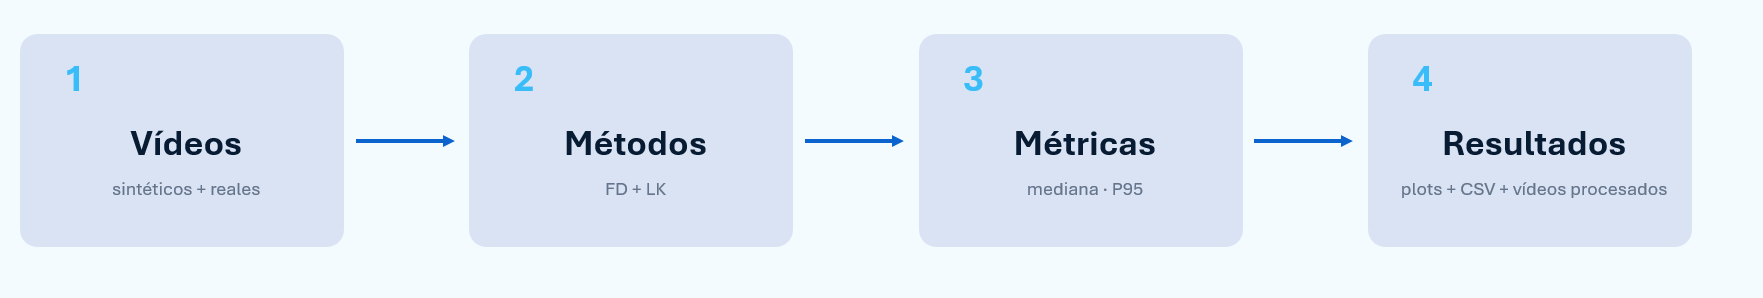 1
Vídeos
sintéticos + reales
2
Métodos
FD + LK
3
Métricas
mediana · P95
4
Resultados
plots + CSV + vídeos procesados